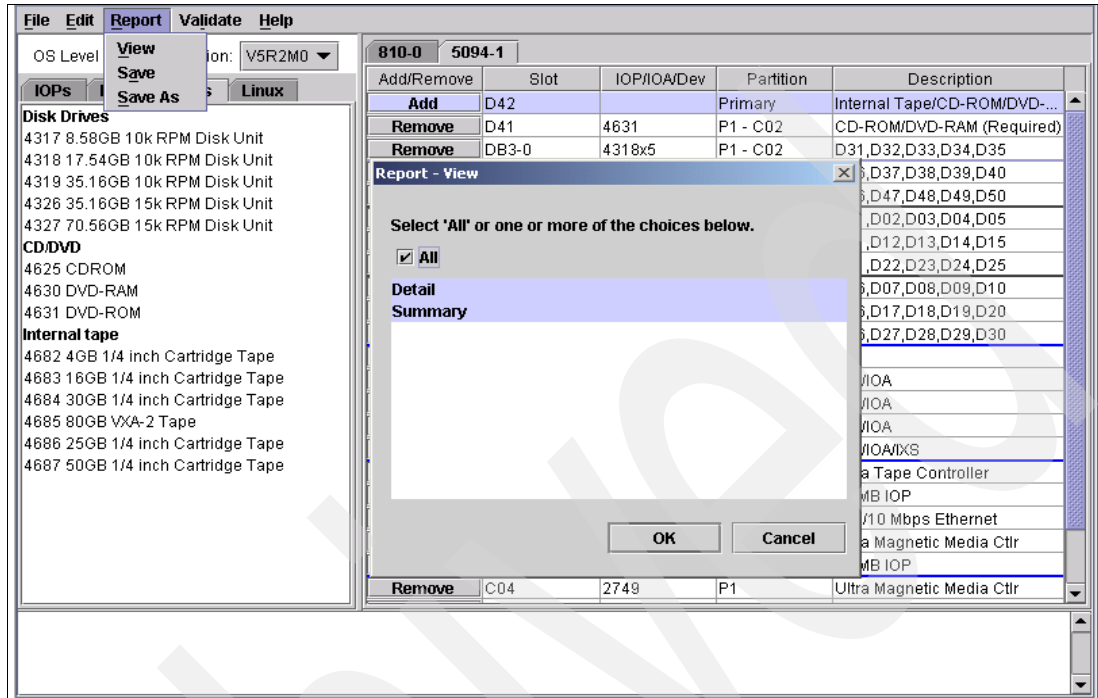 File Edit Report Validate Help
View
Save
Save As
OS Level ion: V5R2M0
IOPs Linux
Disk Drives
4317 8.58GB 10k RPM Disk Unit
4318 17.54GB 10k RPM Disk Unit
4319 35.16GB 10k RPM Disk Unit
4326 35.16GB 15k RPM Disk Unit
4327 70.56GB 15k RPM Disk Unit
CD/DVD
4625 CDROM
4630 DVD-RAM
4631 DVD-ROM
Internal tape
4682 4GB 1/4 inch Cartridge Tape
4683 16GB 1/4 inch Cartridge Tape
4684 30GB 1/4 inch Cartridge Tape
4685 80GB VXA-2 Tape
4686 25GB 1/4 inch Cartridge Tape
4687 50GB 1/4 inch Cartridge Tape
810-0 5094-1
Add/Remove Slot IOP/IOA/Dev Partition Description
Add D42 Primary Internal Tape/CD-ROM/DVD-...
Remove D41 4631 P1 - C02 CD-ROM/DVD-RAM (Required)
Remove DB3-0 4318x5 P1 - C02 D31,D32,D33,D34,D35
,D37,D38,D39,D40
,D47,D48,D49,D50
,D02,D03,D04,D05
,D12,D13,D14,D15
,D22,D23,D24,D25
,D07,D08,D09,D10
,D17,D18,D19,D20
,D27,D28,D29,D30
/IOA
/IOA
/IOA
/IOA/IXS
a Tape Controller
MB IOP
/10 Mbps Ethernet
a Magnetic Media Ctlr
MB IOP
Remove C04 2749 P1 Ultra Magnetic Media Ctlr
Report - View
Select 'All' or one or more of the choices below.
All
Detail
Summary
OK Cancel